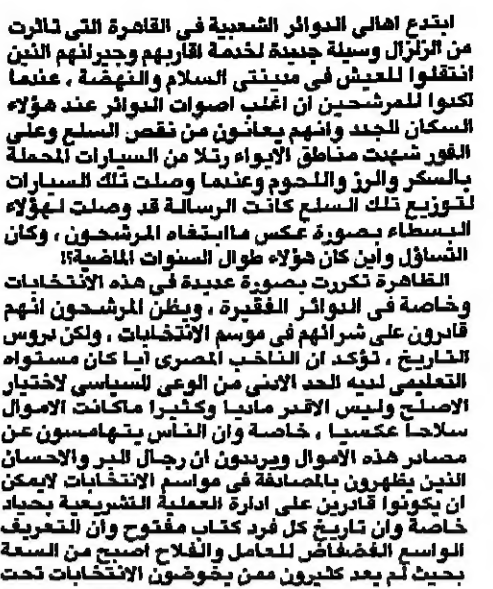 ابتدع اهالى الدوائر الشعبية فى القاهرة التى تاثرت
من الزلزال وسيلة جديدة لخدمة اقاربهم وجيرانهم الذين
انتقلوا للعيش فى مدينتى السلام والنهضة ، عندما
اكدوا للمرشحين ان اغلب اصوات الدوائر عند هؤلاء
السكان الجدد وانهم يعانون من نقص السلع وعلى
الفور شهدت مناطق الايواء رتلا من السيارات المحملة
بالسكر والرز واللحوم وعندما وصلت تلك السيارات
لتوزيع تلك السلع كانت الرسالة قد وصلت لهؤلاء
البسطاء بصورة عكس ماابتغاه المرشحون ، وكان
التساؤل واين كان هؤلاء طوال السنوات الماضية؟!
الظاهرة تكررت بصورة عديدة فى هذه الانتخابات
وخاصة فى الدوائر الفقيرة ، ويظن المرشحون انهم
قادرون على شرائهم فى موسم الانتخابات ، ولكن دروس
التاريخ ، تؤكد ان الناخب المصرى أيا كان مستواه
التعليمى لديه الحد الادنى من الوعى السياسى لاختيار
الاصلح وليس الاقدر ماديا وكثيرا ماكانت الاموال
سلاحا عكسيا ، خاصة وان الناس يتهامسون عن
مصادر هذه الاموال ويرددون ان رجال البر والاحسان
الذين يظهرون بالمصادفة فى مواسم الانتخابات لايمكن
ان يكونوا قادرين على ادارة العملية التشريعية بحياد
خاصة وان تاريخ كل فرد كتاب مفتوح وان التعريف
الواسع الفضفاض للعامل والفلاح اصبح من السعة
بحيث لم يعد كثيرون ممن يخوضون الانتخابات تحت